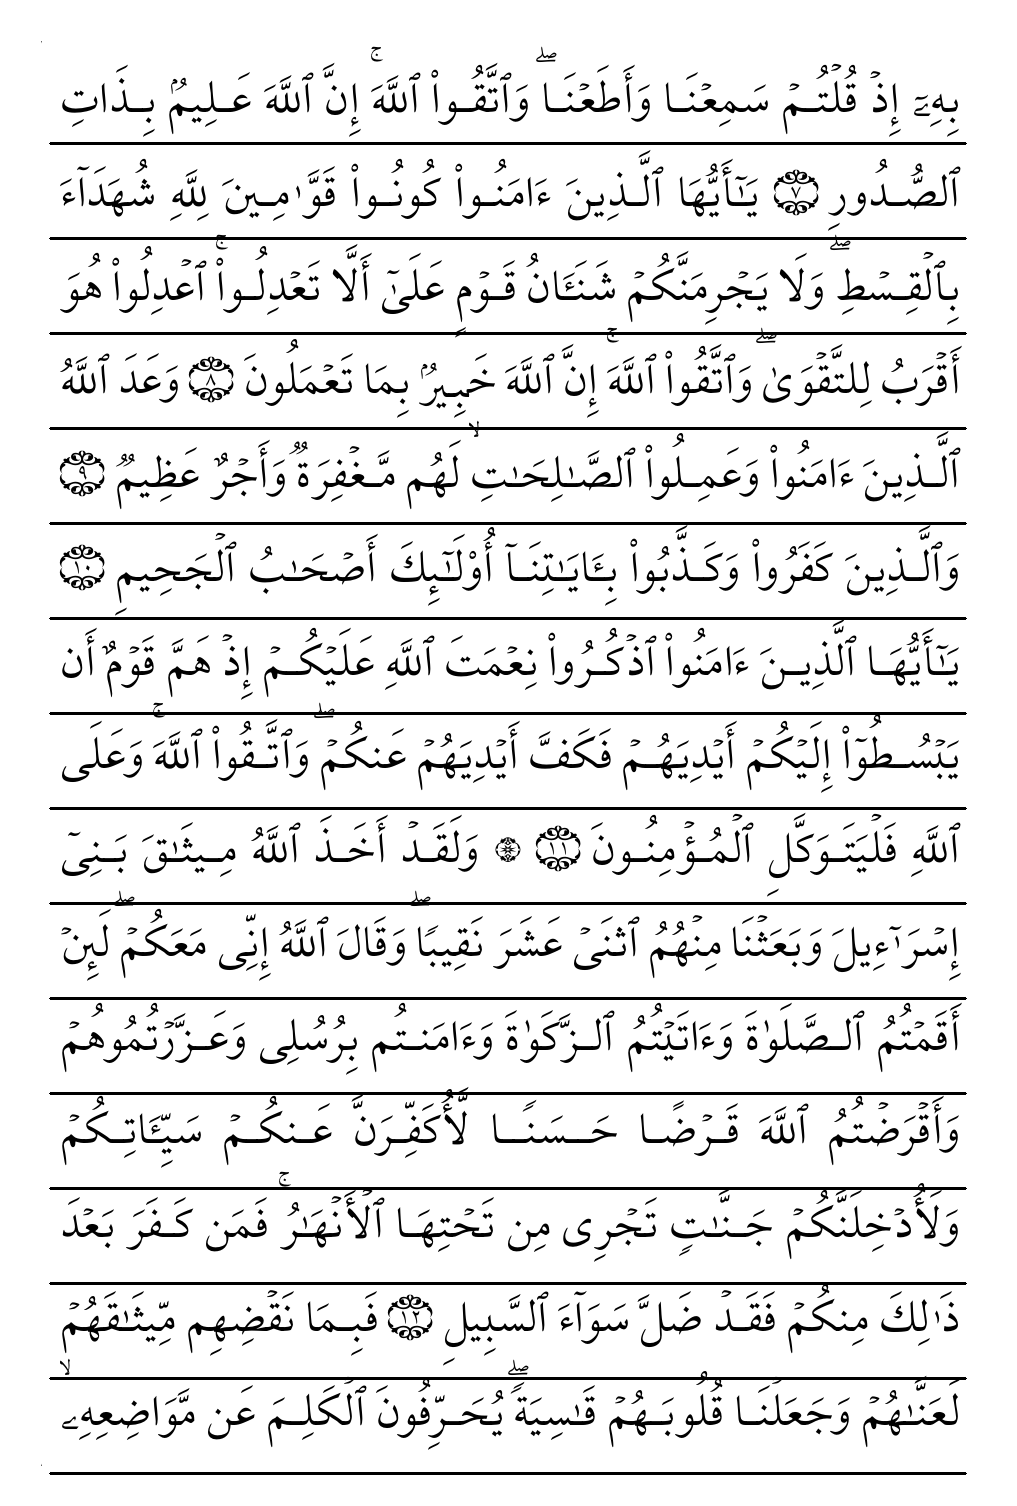 بِهِۦٓ إِذۡ قُلۡتُمۡ سَمِعۡنَا وَأَطَعۡنَاۖ وَٱتَّقُواْ ٱللَّهَۚ إِنَّ ٱللَّهَ عَلِيمُۢ بِذَاتِ
ٱلصُّدُورِ ٧ يَٰٓأَيُّهَا ٱلَّذِينَ ءَامَنُواْ كُونُواْ قَوَّٰمِينَ لِلَّهِ شُهَدَآءَ
بِٱلۡقِسۡطِۖ وَلَا يَجۡرِمَنَّكُمۡ شَنَـَٔانُ قَوۡمٍ عَلَىٰٓ أَلَّا تَعۡدِلُواْۚ ٱعۡدِلُواْ هُوَ
أَقۡرَبُ لِلتَّقۡوَىٰۖ وَٱتَّقُواْ ٱللَّهَۚ إِنَّ ٱللَّهَ خَبِيرُۢ بِمَا تَعۡمَلُونَ ٨ وَعَدَ ٱللَّهُ
ٱلَّذِينَ ءَامَنُواْ وَعَمِلُواْ ٱلصَّٰلِحَٰتِۙ لَهُم مَّغۡفِرَةٞ وَأَجۡرٌ عَظِيمٞ ٩
وَٱلَّذِينَ كَفَرُواْ وَكَذَّبُواْ بِـَٔايَٰتِنَآ أُوْلَٰٓئِكَ أَصۡحَٰبُ ٱلۡجَحِيمِ ١٠
يَٰٓأَيُّهَا ٱلَّذِينَ ءَامَنُواْ ٱذۡكُرُواْ نِعۡمَتَ ٱللَّهِ عَلَيۡكُمۡ إِذۡ هَمَّ قَوۡمٌ أَن
يَبۡسُطُوٓاْ إِلَيۡكُمۡ أَيۡدِيَهُمۡ فَكَفَّ أَيۡدِيَهُمۡ عَنكُمۡۖ وَٱتَّقُواْ ٱللَّهَۚ وَعَلَى
ٱللَّهِ فَلۡيَتَوَكَّلِ ٱلۡمُؤۡمِنُونَ ١١ ۞ وَلَقَدۡ أَخَذَ ٱللَّهُ مِيثَٰقَ بَنِيٓ
إِسۡرَٰٓءِيلَ وَبَعَثۡنَا مِنۡهُمُ ٱثۡنَيۡ عَشَرَ نَقِيبٗاۖ وَقَالَ ٱللَّهُ إِنِّي مَعَكُمۡۖ لَئِنۡ
أَقَمۡتُمُ ٱلصَّلَوٰةَ وَءَاتَيۡتُمُ ٱلزَّكَوٰةَ وَءَامَنتُم بِرُسُلِي وَعَزَّرۡتُمُوهُمۡ
وَأَقۡرَضۡتُمُ ٱللَّهَ قَرۡضًا حَسَنٗا لَّأُكَفِّرَنَّ عَنكُمۡ سَيِّـَٔاتِكُمۡ
وَلَأُدۡخِلَنَّكُمۡ جَنَّٰتٖ تَجۡرِي مِن تَحۡتِهَا ٱلۡأَنۡهَٰرُۚ فَمَن كَفَرَ بَعۡدَ
ذَٰلِكَ مِنكُمۡ فَقَدۡ ضَلَّ سَوَآءَ ٱلسَّبِيلِ ١٢ فَبِمَا نَقۡضِهِم مِّيثَٰقَهُمۡ
لَعَنَّٰهُمۡ وَجَعَلۡنَا قُلُوبَهُمۡ قَٰسِيَةٗۖ يُحَرِّفُونَ ٱلۡكَلِمَ عَن مَّوَاضِعِهِۦۙ